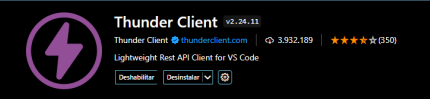 Thunder Client v2.24.11
Thunder Client thunderclient.com | 3.932.189 | (350)
Lightweight Rest API Client for VS Code
Deshabilitar Desinstalar